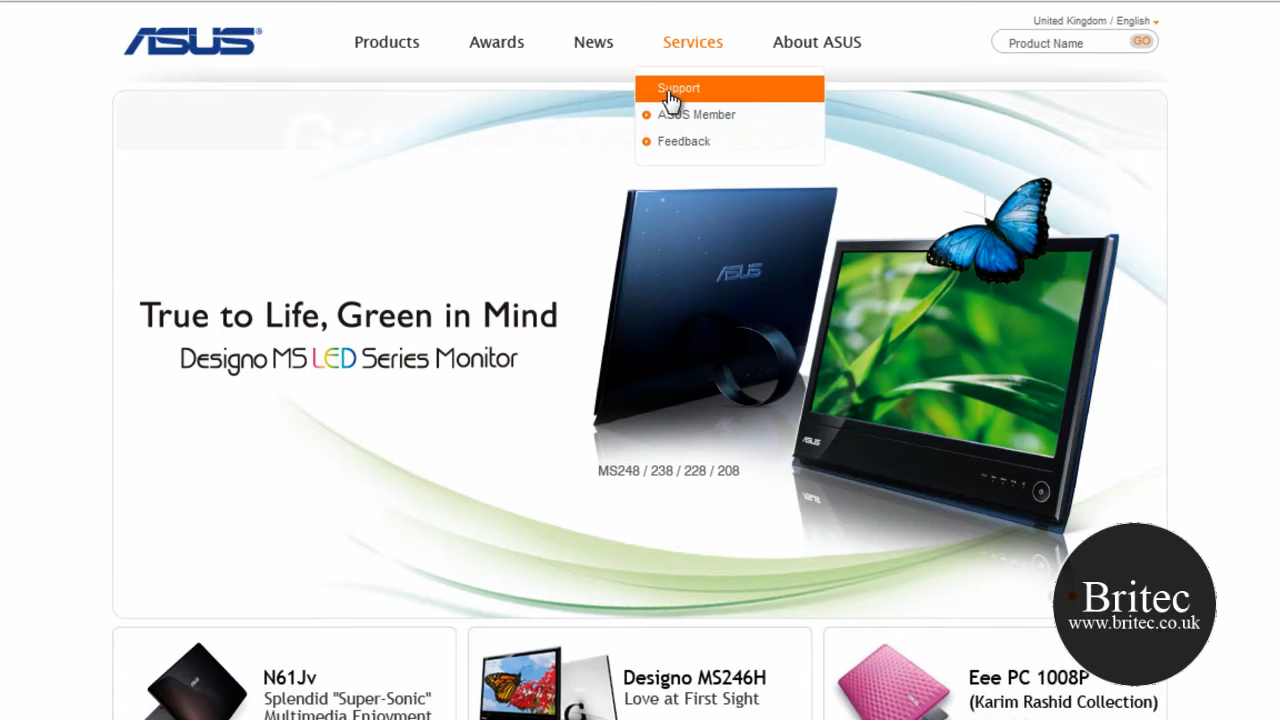 United Kingdom / English
ASUS
Products
Awards
News
Services
About ASUS
Product Name
GO
Support
ASUS Member
Feedback
ASUS
True to Life, Green in Mind
Designo MS LED Series Monitor
ASUS
MS248 / 238 / 228 / 208
Britec
www.britec.co.uk
N61Jv
Splendid "Super-Sonic"
Multimedia Enjoyment
Designo MS246H
Love at First Sight
Eee PC 1008P
(Karim Rashid Collection)